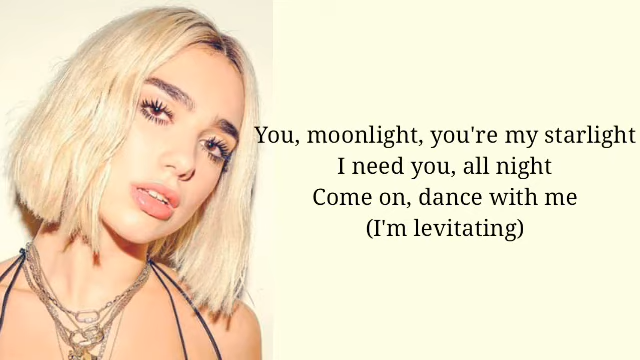 You, moonlight, you're my starlight
I need you, all night
Come on, dance with me
(I'm levitating)